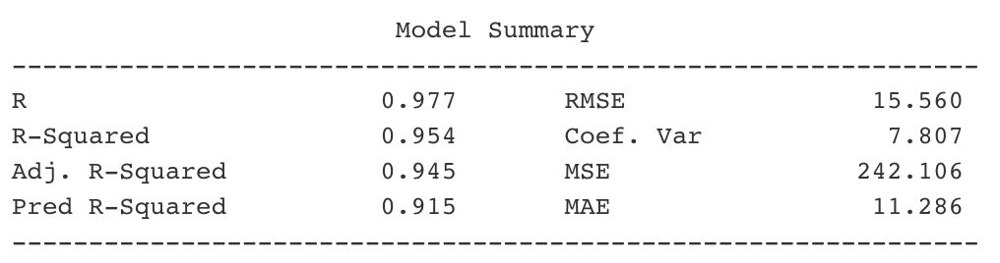 Model Summary
-----------------------------------------------------------------
R                       0.977       RMSE                15.560
R-Squared               0.954       Coef. Var            7.807
Adj. R-Squared          0.945       MSE                242.106
Pred R-Squared          0.915       MAE                 11.286
-----------------------------------------------------------------